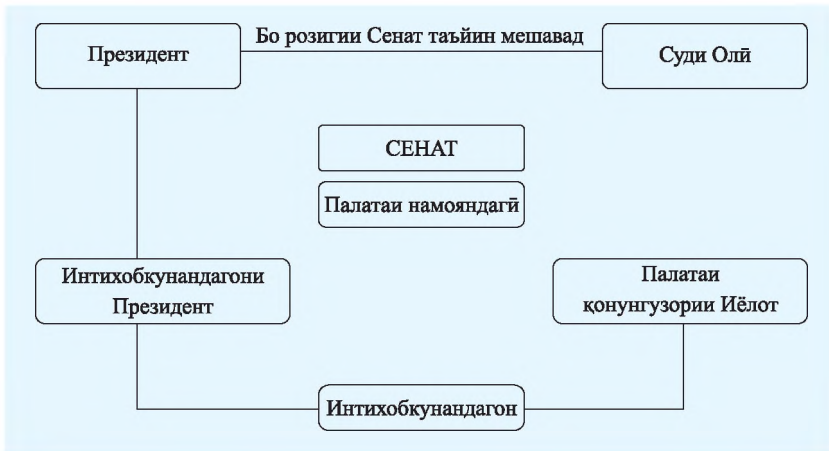 Президент
Бо розигии Сенат таъйин мешавад
Суди Олӣ
СЕНАТ
Палатаи намояндагӣ
Интихобкунандагони
Президент
Палатаи
қонунгузории Иёлот
Интихобкунандагон